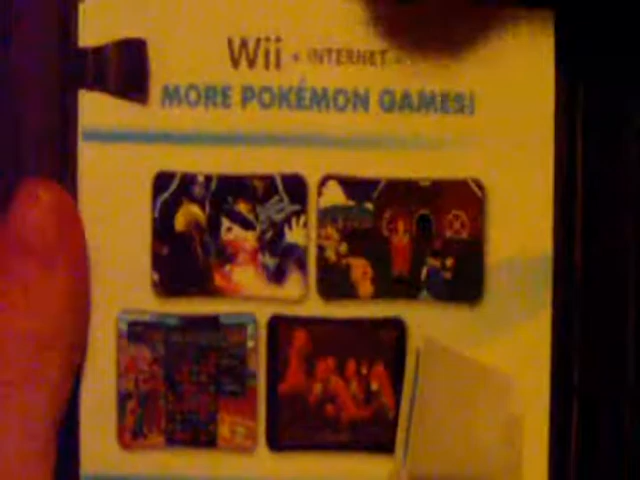 Wii + INTERNET =
MORE POKÉMON GAMES!